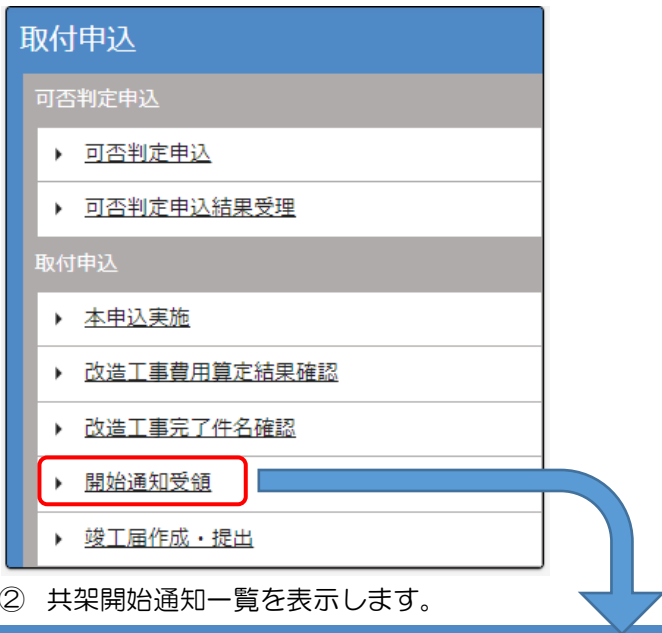 取付申込
可否判定申込
可否判定申込
可否判定申込結果受理
取付申込
本申込実施
改造工事費用算定結果確認
改造工事完了件名確認
開始通知受領
竣工届作成・提出
② 共架開始通知一覧を表示します。